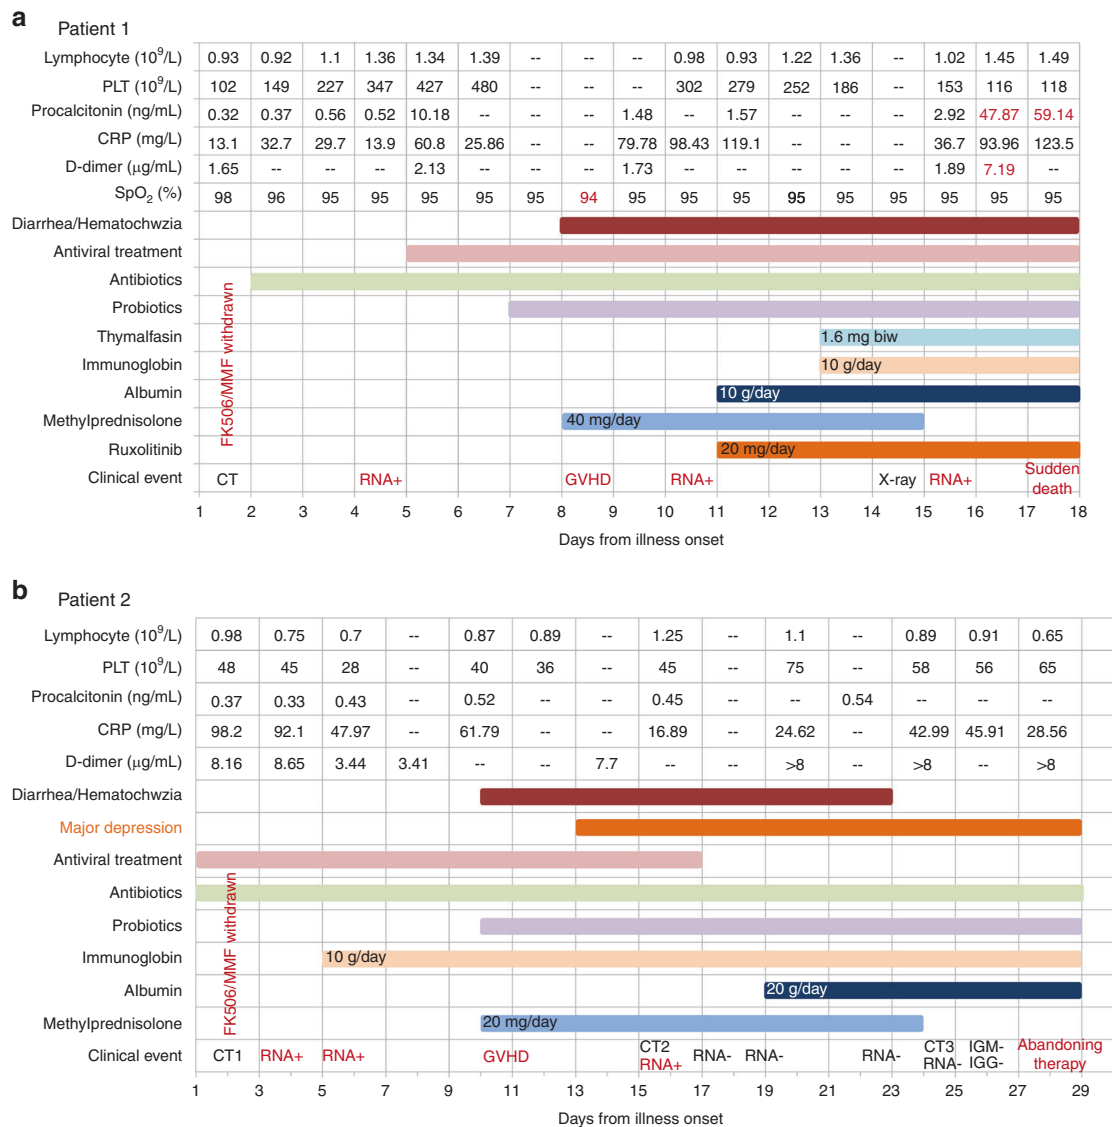 a
Patient 1
Lymphocyte (10^9/L) 0.93 0.92 1.1 1.36 1.34 1.39 -- -- -- 0.98 0.93 1.22 1.36 -- 1.02 1.45 1.49
PLT (10^9/L) 102 149 227 347 427 480 -- -- -- 302 279 252 186 -- 153 116 118
Procalcitonin (ng/mL) 0.32 0.37 0.56 0.52 10.18 -- -- -- 1.48 -- 1.57 -- -- -- 2.92 47.87 59.14
CRP (mg/L) 13.1 32.7 29.7 13.9 60.8 25.86 -- -- 79.78 98.43 119.1 -- -- -- 36.7 93.96 123.5
D-dimer (μg/mL) 1.65 -- -- -- 2.13 -- -- -- 1.73 -- -- -- -- -- 1.89 7.19 --
SpO2 (%) 98 96 95 95 95 95 95 94 95 95 95 95 95 95 95 95 95
Diarrhea/Hematochwzia
Antiviral treatment
Antibiotics
Probiotics
Thymalfasin 1.6 mg biw
Immunoglobin 10 g/day
Albumin 10 g/day
Methylprednisolone 40 mg/day
Ruxolitinib 20 mg/day
FK506/MMF withdrawn
Clinical event CT RNA+ GVHD RNA+ X-ray RNA+ Sudden
death
1 2 3 4 5 6 7 8 9 10 11 12 13 14 15 16 17 18
Days from illness onset
b
Patient 2
Lymphocyte (10^9/L) 0.98 0.75 0.7 -- 0.87 0.89 -- 1.25 -- 1.1 -- 0.89 0.91 0.65
PLT (10^9/L) 48 45 28 -- 40 36 -- 45 -- 75 -- 58 56 65
Procalcitonin (ng/mL) 0.37 0.33 0.43 -- 0.52 -- -- 0.45 -- -- 0.54 -- -- --
CRP (mg/L) 98.2 92.1 47.97 -- 61.79 -- -- 16.89 -- 24.62 -- 42.99 45.91 28.56
D-dimer (μg/mL) 8.16 8.65 3.44 3.41 -- -- 7.7 -- -- >8 -- >8 -- >8
Diarrhea/Hematochwzia
Major depression
Antiviral treatment
Antibiotics
Probiotics
Immunoglobin 10 g/day
Albumin 20 g/day
Methylprednisolone 20 mg/day
FK506/MMF withdrawn
Clinical event CT1 RNA+ RNA+ GVHD CT2 RNA- RNA- RNA- CT3 IGM- Abandoning
RNA+ RNA- IGG- therapy
1 3 5 7 9 11 13 15 17 19 21 23 25 27 29
Days from illness onset